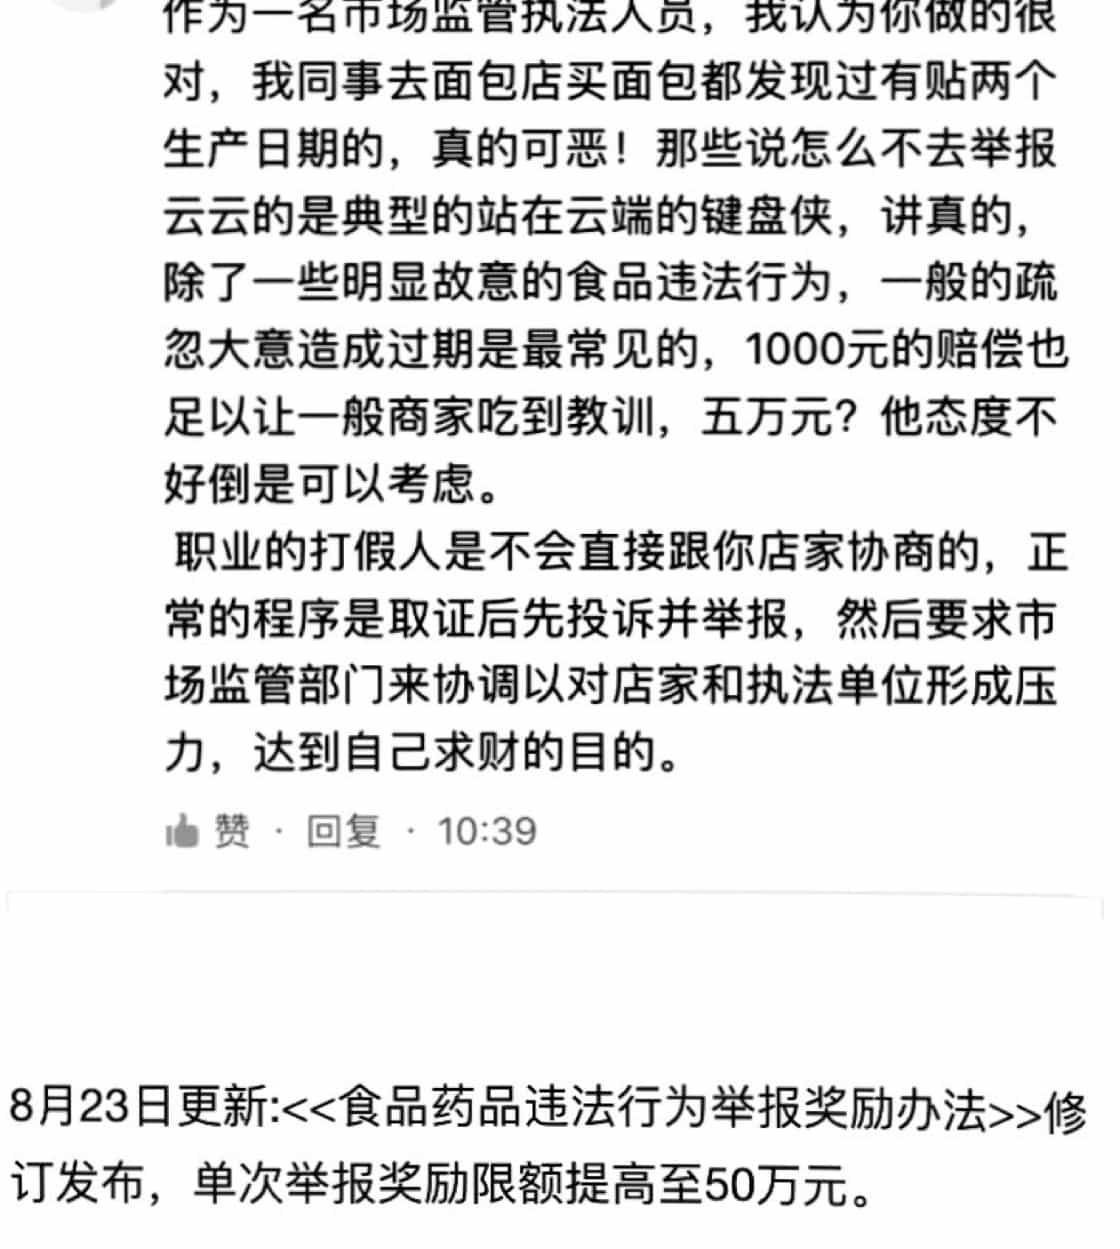 作为一名市场监管执法人员，我认为你做的很
对，我同事去面包店买面包都发现过有贴两个
生产日期的，真的可恶！那些说怎么不去举报
云云的是典型的站在云端的键盘侠，讲真的，
除了一些明显故意的食品违法行为，一般的疏
忽大意造成过期是最常见的，1000元的赔偿也
足以让一般商家吃到教训，五万元？他态度不
好倒是可以考虑。
职业的打假人是不会直接跟你店家协商的，正
常的程序是取证后先投诉并举报，然后要求市
场监管部门来协调以对店家和执法单位形成压
力，达到自己求财的目的。
赞 · 回复 · 10:39
8月23日更新:<<食品药品违法行为举报奖励办法>>修
订发布，单次举报奖励限额提高至50万元。